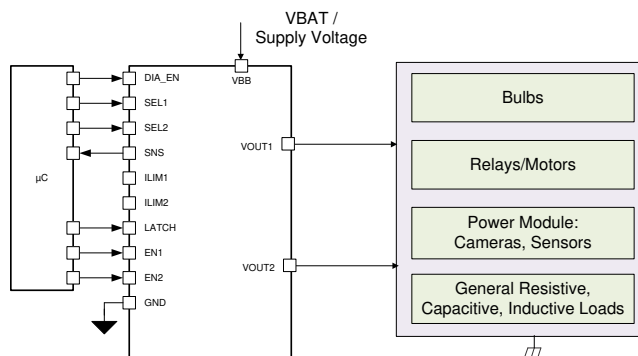 VBAT /
Supply Voltage
VBB
µC
DIA_EN
SEL1
SEL2
SNS
ILIM1
ILIM2
LATCH
EN1
EN2
GND
VOUT1
VOUT2
Bulbs
Relays/Motors
Power Module:
Cameras, Sensors
General Resistive,
Capacitive, Inductive Loads